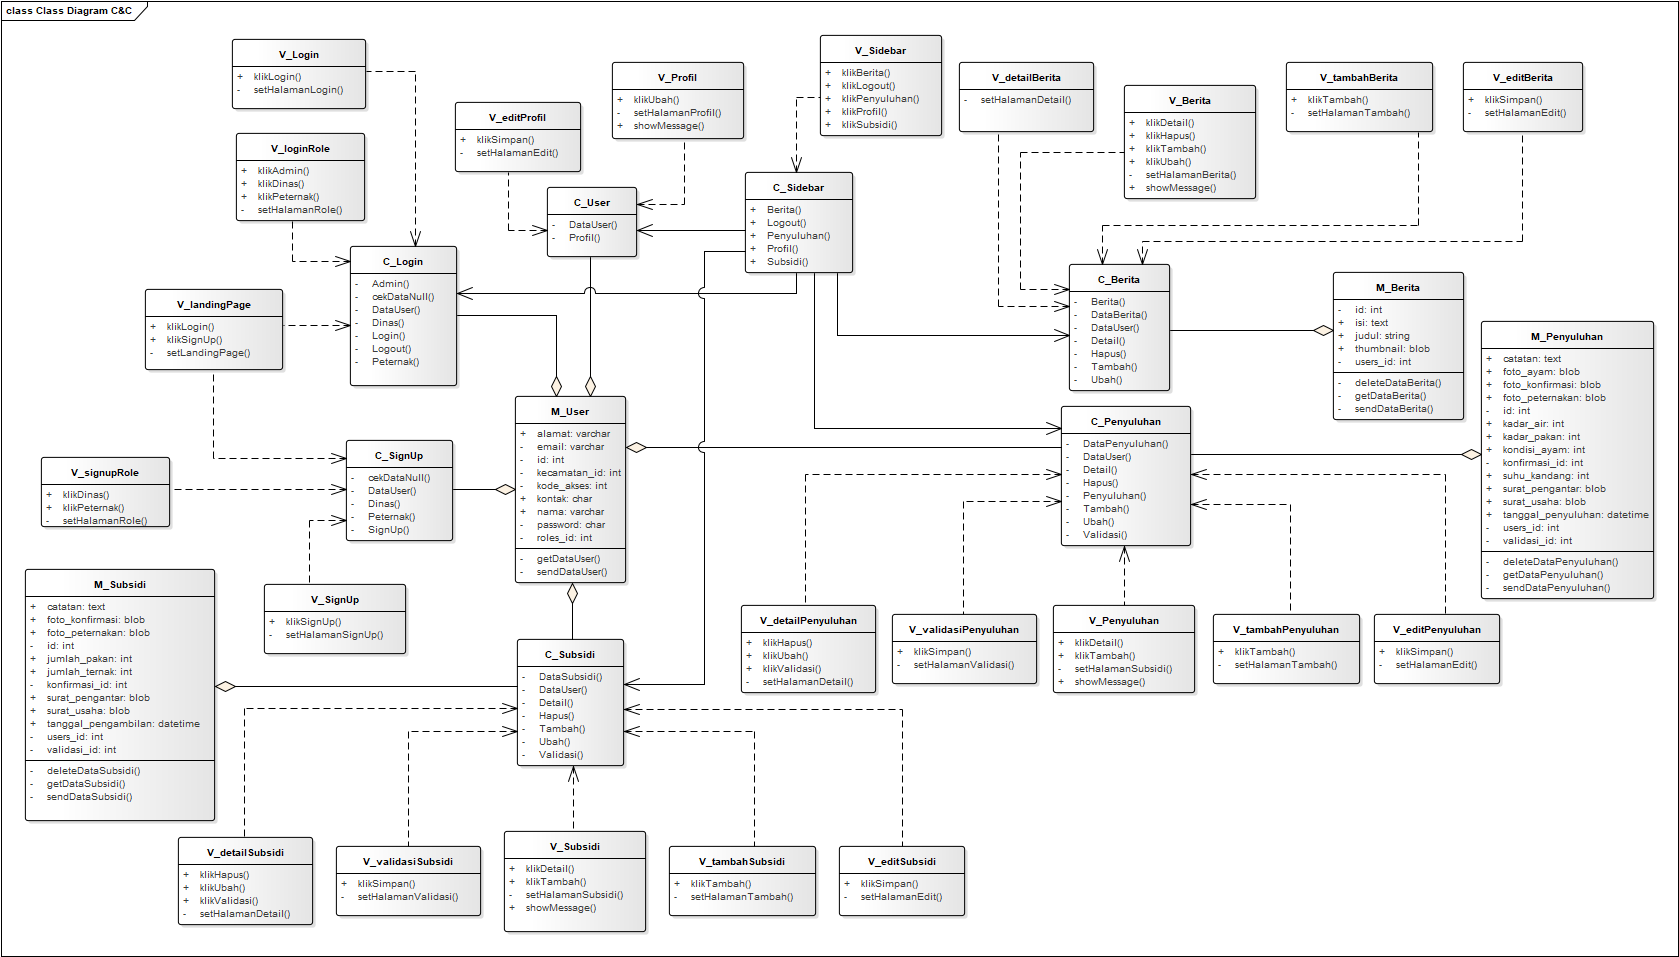 class Class Diagram C&C
V_Login
+ klikLogin()
- setHalamanLogin()
V_loginRole
+ klikAdmin()
+ klikDinas()
+ klikPeternak()
- setHalamanRole()
V_landingPage
+ klikLogin()
+ klikSignUp()
- setLandingPage()
V_signupRole
+ klikDinas()
+ klikPeternak()
- setHalamanRole()
V_SignUp
+ klikSignUp()
- setHalamanSignUp()
C_Login
- Admin()
- cekDataNull()
- DataUser()
- Dinas()
- Login()
- Logout()
- Peternak()
C_SignUp
- cekDataNull()
- DataUser()
- Dinas()
- Peternak()
- SignUp()
V_editProfil
+ klikSimpan()
- setHalamanEdit()
V_Profil
+ klikUbah()
- setHalamanProfil()
+ showMessage()
C_User
- DataUser()
- Profil()
V_Sidebar
+ klikBerita()
+ klikLogout()
+ klikPenyuluhan()
+ klikProfil()
+ klikSubsidi()
C_Sidebar
+ Berita()
+ Logout()
+ Penyuluhan()
+ Profil()
+ Subsidi()
V_detailBerita
- setHalamanDetail()
V_Berita
+ klikDetail()
+ klikHapus()
+ klikTambah()
+ klikUbah()
- setHalamanBerita()
+ showMessage()
V_tambahBerita
+ klikTambah()
- setHalamanTambah()
V_editBerita
+ klikSimpan()
- setHalamanEdit()
C_Berita
- Berita()
- DataBerita()
- DataUser()
- Detail()
- Hapus()
- Tambah()
- Ubah()
M_Berita
- id: int
+ isi: text
+ judul: string
+ thumbnail: blob
- users_id: int
- deleteDataBerita()
- getDataBerita()
- sendDataBerita()
M_Penyuluhan
+ catatan: text
+ foto_ayam: blob
+ foto_konfirmasi: blob
+ foto_peternakan: blob
- id: int
+ kadar_air: int
+ kadar_pakan: int
+ kondisi_ayam: int
- konfirmasi_id: int
+ suhu_kandang: int
+ surat_pengantar: blob
+ surat_usaha: blob
+ tanggal_penyuluhan: datetime
- users_id: int
- validasi_id: int
- deleteDataPenyuluhan()
- getDataPenyuluhan()
- sendDataPenyuluhan()
M_User
+ alamat: varchar
- email: varchar
- id: int
- kecamatan_id: int
- kode_akses: int
+ kontak: char
+ nama: varchar
- password: char
- roles_id: int
- getDataUser()
- sendDataUser()
C_Penyuluhan
- DataPenyuluhan()
- DataUser()
- Detail()
- Hapus()
- Penyuluhan()
- Tambah()
- Ubah()
- Validasi()
V_detailPenyuluhan
+ klikHapus()
+ klikUbah()
+ klikValidasi()
- setHalamanDetail()
V_validasiPenyuluhan
+ klikSimpan()
- setHalamanValidasi()
V_Penyuluhan
+ klikDetail()
+ klikTambah()
- setHalamanSubsidi()
+ showMessage()
V_tambahPenyuluhan
+ klikTambah()
- setHalamanTambah()
V_editPenyuluhan
+ klikSimpan()
- setHalamanEdit()
M_Subsidi
+ catatan: text
+ foto_konfirmasi: blob
+ foto_peternakan: blob
- id: int
+ jumlah_pakan: int
+ jumlah_ternak: int
- konfirmasi_id: int
+ surat_pengantar: blob
+ surat_usaha: blob
+ tanggal_pengambilan: datetime
- users_id: int
- validasi_id: int
- deleteDataSubsidi()
- getDataSubsidi()
- sendDataSubsidi()
C_Subsidi
- DataSubsidi()
- DataUser()
- Detail()
- Hapus()
- Tambah()
- Ubah()
- Validasi()
V_detailSubsidi
+ klikHapus()
+ klikUbah()
+ klikValidasi()
- setHalamanDetail()
V_validasiSubsidi
+ klikSimpan()
- setHalamanValidasi()
V_Subsidi
+ klikDetail()
+ klikTambah()
- setHalamanSubsidi()
+ showMessage()
V_tambahSubsidi
+ klikTambah()
- setHalamanTambah()
V_editSubsidi
+ klikSimpan()
- setHalamanEdit()